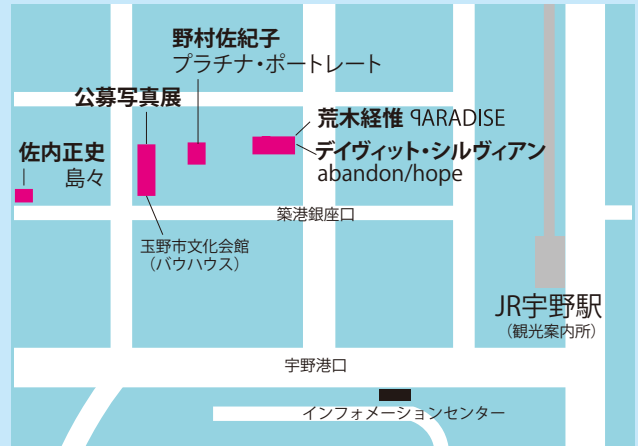 野村佐紀子
プラチナ・ポートレート
公募写真展
荒木経惟 ꟼARADISE
デイヴィット・シルヴィアン
abandon/hope
佐内正史
島々
築港銀座口
玉野市文化会館
（バウハウス）
JR宇野駅
（観光案内所）
宇野港口
インフォメーションセンター